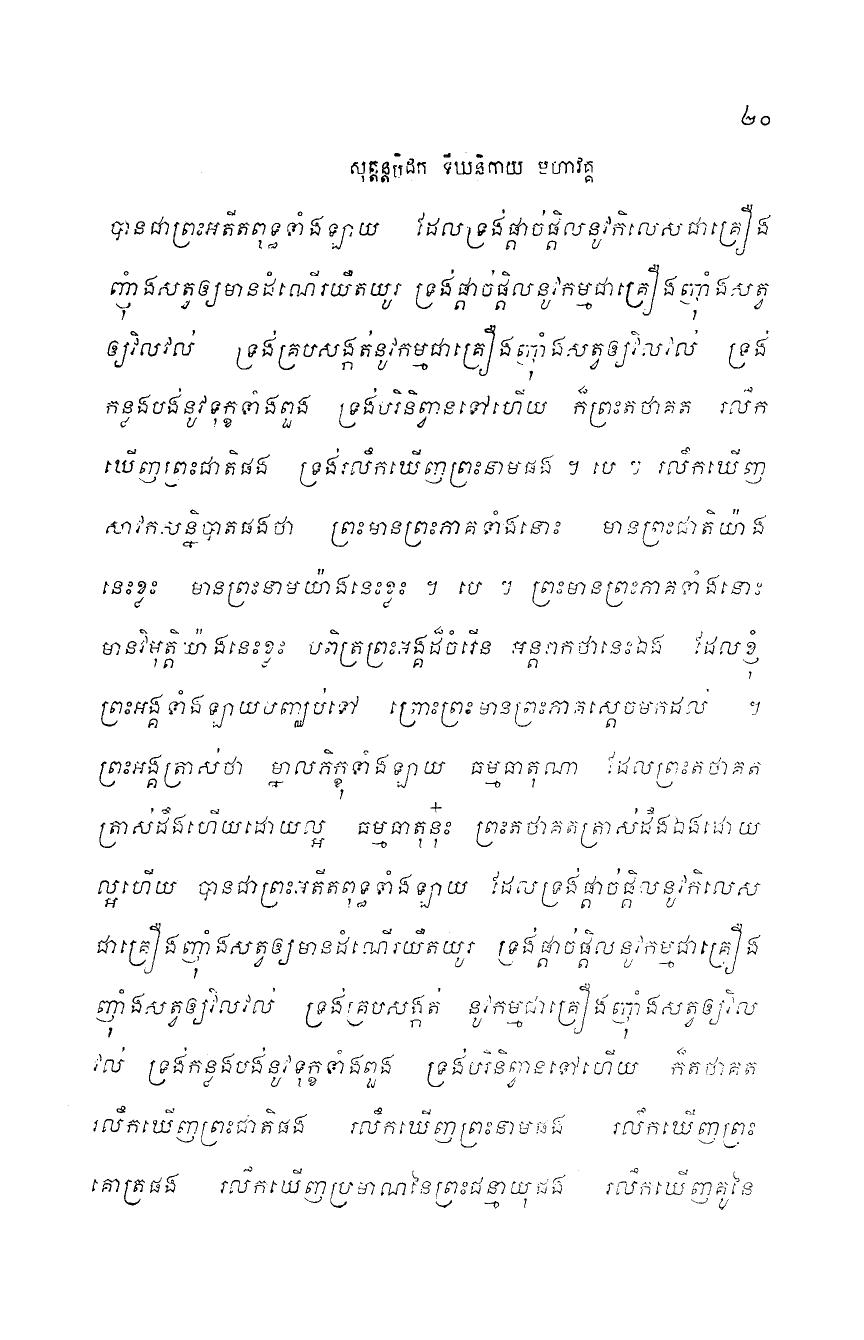 ២០
សុត្តន្តបិដក ទីឃនិកាយ មហាវគ្គ
បានជាព្រះអតីតពុទ្ធទាំងឡាយ ដែលទ្រង់ផ្តាច់ផ្តិលនូវកិលេសជាគ្រឿង
ញុំាងសត្វឲ្យមានដំណើរយឺតយូរ ទ្រង់ផ្តាច់ផ្តិលនូវកម្មជាគ្រឿងញុំាងសត្វ
ឲ្យវិលវល់ ទ្រង់គ្របសង្កត់នូវកម្មជាគ្រឿងញុំាងសត្វឲ្យវិលវល់ ទ្រង់
កន្លងបង់នូវទុក្ខទាំងពួង ទ្រង់បរិនិព្វានទៅហើយ ក៏ព្រះតថាគត រលឹក
ឃើញព្រះជាតិផង ទ្រង់រលឹកឃើញព្រះនាមផង ។ បេ ។ រលឹកឃើញ
សាវកសន្និបាតផងថា ព្រះមានព្រះភាគទាំងនោះ មានព្រះជាតិយ៉ាង
នេះខ្លះ មានព្រះនាមយ៉ាងនេះខ្លះ ។ បេ ។ ព្រះមានព្រះភាគទាំងនោះ
មានវិមុត្តិយ៉ាងនេះខ្លះ បពិត្រព្រះអង្គដ៏ចំរើន អន្តរាកថានេះឯង ដែលខ្ញុំ
ព្រះអង្គទាំងឡាយបញ្ឈប់ទៅ ព្រោះព្រះមានព្រះភាគស្តេចមកដល់ ។
ព្រះអង្គត្រាស់ថា ម្នាលភិក្ខុទាំងឡាយ ធម្មធាតុណា ដែលព្រះតថាគត
ត្រាស់ដឹងហើយដោយល្អ ធម្មធាតុនុ៎ះ ព្រះតថាគតត្រាស់ដឹងឯងដោយ
ល្អហើយ បានជាព្រះអតីតពុទ្ធទាំងឡាយ ដែលទ្រង់ផ្តាច់ផ្តិលនូវកិលេស
ជាគ្រឿងញុំាងសត្វឲ្យមានដំណើរយឺតយូរ ទ្រង់ផ្តាច់ផ្តិលនូវកម្មជាគ្រឿង
ញុំាងសត្វឲ្យវិលវល់ ទ្រង់គ្របសង្កត់ នូវកម្មជាគ្រឿងញុំាងសត្វឲ្យវិល
វល់ ទ្រង់កន្លងបង់នូវទុក្ខទាំងពួង ទ្រង់បរិនិព្វានទៅហើយ ក៏តថាគត
រលឹកឃើញព្រះជាតិផង រលឹកឃើញព្រះនាមផង រលឹកឃើញព្រះ
គោត្រផង រលឹកឃើញប្រមាណនៃព្រះជន្មាយុផង រលឹកឃើញគូនៃ